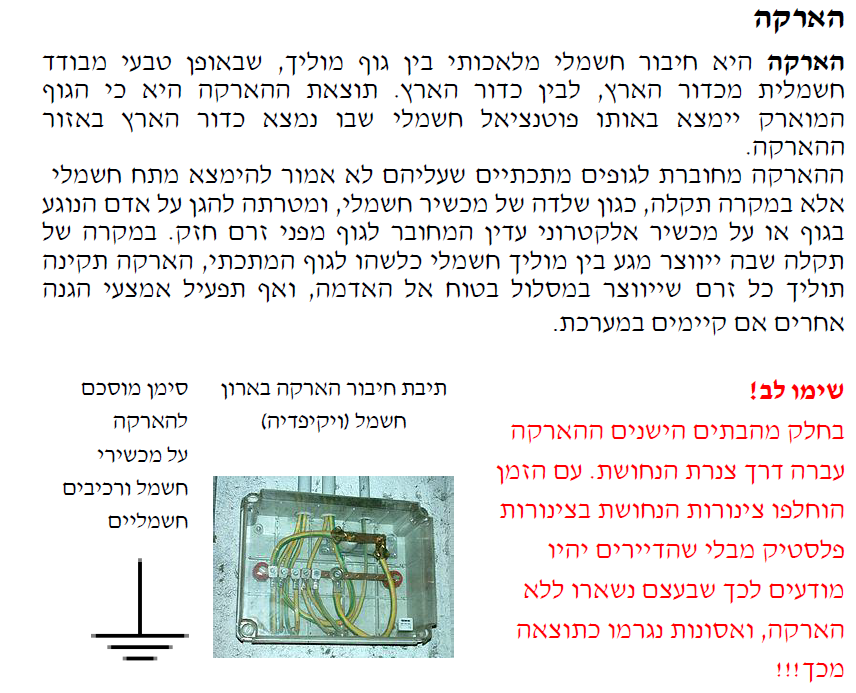 הארקה
הארקה היא חיבור חשמלי מלאכותי בין גוף מוליך, שבאופן טבעי מבודד
חשמלית מכדור הארץ, לבין כדור הארץ. תוצאת ההארקה היא כי הגוף
המוארק יימצא באותו פוטנציאל חשמלי שבו נמצא כדור הארץ באזור
ההארקה.
ההארקה מחוברת לגופים מתכתיים שעליהם לא אמור להימצא מתח חשמלי
אלא במקרה תקלה, כגון שלדה של מכשיר חשמלי, ומטרתה להגן על אדם הנוגע
בגוף או על מכשיר אלקטרוני עדין המחובר לגוף מפני זרם חזק. במקרה של
תקלה שבה ייווצר מגע בין מוליך חשמלי כלשהו לגוף המתכתי, הארקה תקינה
תוליך כל זרם שייווצר במסלול בטוח אל האדמה, ואף תפעיל אמצעי הגנה
אחרים אם קיימים במערכת.
שימו לב!
בחלק מהבתים הישנים ההארקה
עברה דרך צנרת הנחושת. עם הזמן
הוחלפו צינורות הנחושת בצינורות
פלסטיק מבלי שהדיירים יהיו
מודעים לכך שבעצם נשארו ללא
הארקה, ואסונות נגרמו כתוצאה
מכך!!!
תיבת חיבור הארקה בארון
חשמל (ויקיפדיה)
סימן מוסכם
להארקה
על מכשירי
חשמל ורכיבים
חשמליים